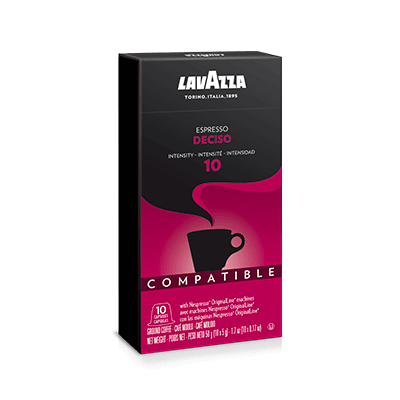 LAVAZZA
TORINO, ITALIA, 1895
ESPRESSO
DECISO
INTENSITY - INTENSITÉ - INTENSIDAD
10
COMPATIBLE
10
CAPSULES
CAPSULAS
with Nespresso® OriginalLine® machines
avec machines Nespresso® OriginalLine®
con las máquinas Nespresso® OriginalLine®
GROUND COFFEE · CAFÉ MOULU · CAFÉ MOLIDO
NET WEIGHT · POIDS NET · PESO NETO 50 g (10 x 5 g) - 1.7 oz (10 x 0.17 oz)